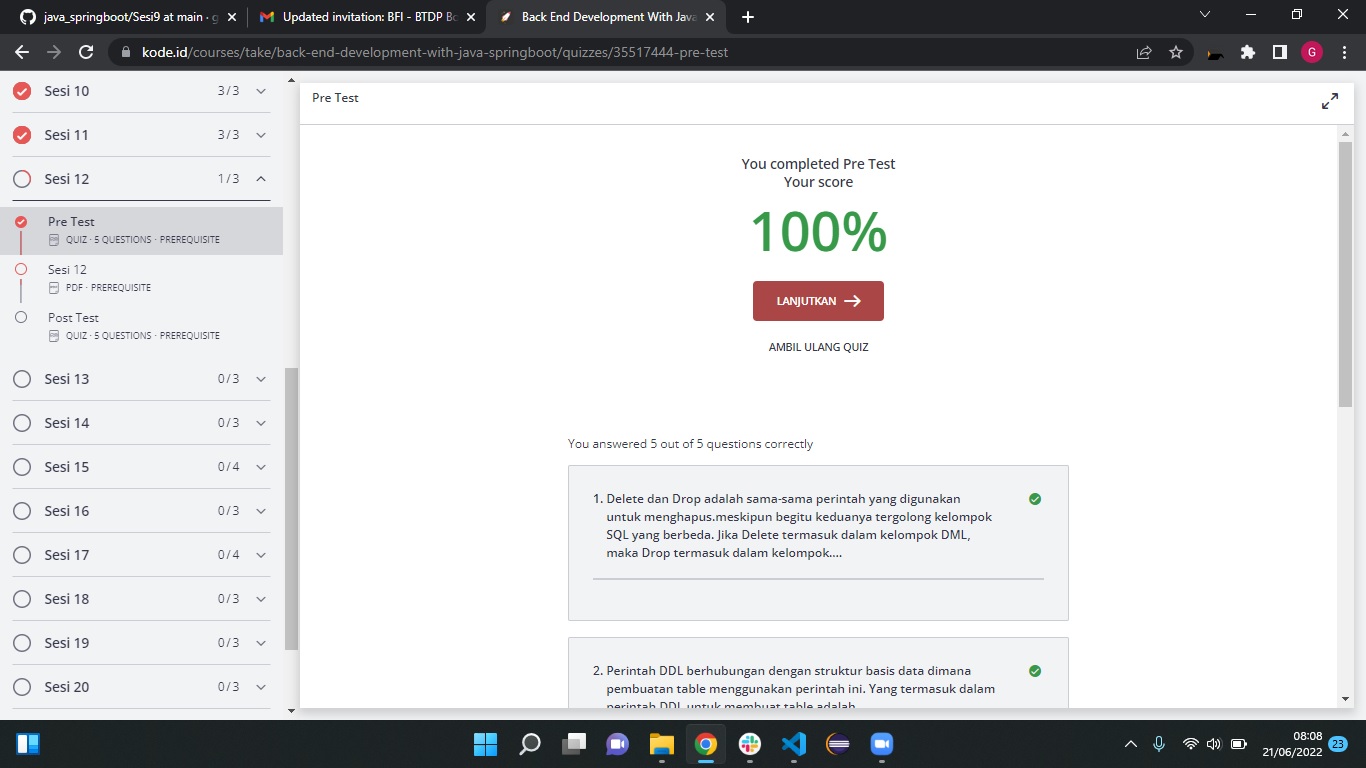 java_springboot/Sesi9 at main · g
Updated invitation: BFI - BTDP Bo
Back End Development With Java
kode.id/courses/take/back-end-development-with-java-springboot/quizzes/35517444-pre-test
G
Sesi 10 3/3
Sesi 11 3/3
Sesi 12 1/3
Pre Test
QUIZ · 5 QUESTIONS · PREREQUISITE
Sesi 12
PDF · PREREQUISITE
Post Test
QUIZ · 5 QUESTIONS · PREREQUISITE
Sesi 13 0/3
Sesi 14 0/3
Sesi 15 0/4
Sesi 16 0/3
Sesi 17 0/4
Sesi 18 0/3
Sesi 19 0/3
Sesi 20 0/3
Pre Test
You completed Pre Test
Your score
100%
LANJUTKAN
AMBIL ULANG QUIZ
You answered 5 out of 5 questions correctly
1. Delete dan Drop adalah sama-sama perintah yang digunakan
untuk menghapus.meskipun begitu keduanya tergolong kelompok
SQL yang berbeda. Jika Delete termasuk dalam kelompok DML,
maka Drop termasuk dalam kelompok....
2. Perintah DDL berhubungan dengan struktur basis data dimana
pembuatan table menggunakan perintah ini. Yang termasuk dalam
perintah DDL untuk membuat table adalah
08:08
21/06/2022
23